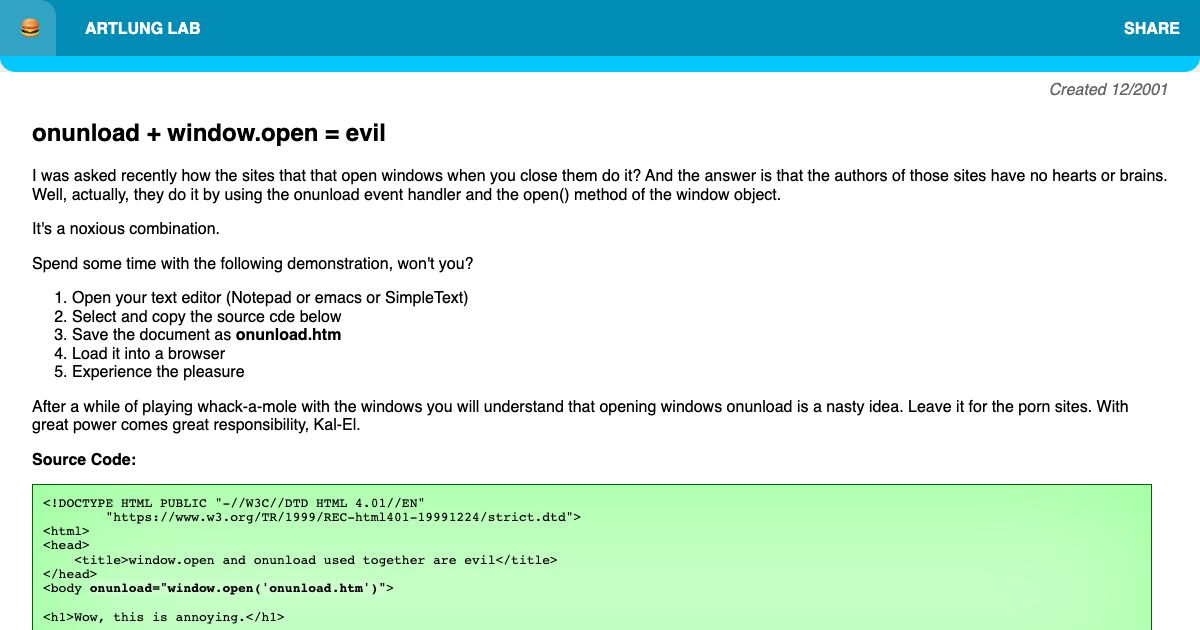 ARTLUNG LAB
SHARE
Created 12/2001
onunload + window.open = evil
I was asked recently how the sites that that open windows when you close them do it? And the answer is that the authors of those sites have no hearts or brains.
Well, actually, they do it by using the onunload event handler and the open() method of the window object.
It's a noxious combination.
Spend some time with the following demonstration, won't you?
1. Open your text editor (Notepad or emacs or SimpleText)
2. Select and copy the source cde below
3. Save the document as onunload.htm
4. Load it into a browser
5. Experience the pleasure
After a while of playing whack-a-mole with the windows you will understand that opening windows onunload is a nasty idea. Leave it for the porn sites. With
great power comes great responsibility, Kal-El.
Source Code:
<!DOCTYPE HTML PUBLIC "-//W3C//DTD HTML 4.01//EN"
"https://www.w3.org/TR/1999/REC-html401-19991224/strict.dtd">
<html>
<head>
<title>window.open and onunload used together are evil</title>
</head>
<body onunload="window.open('onunload.htm')">
<h1>Wow, this is annoying.</h1>